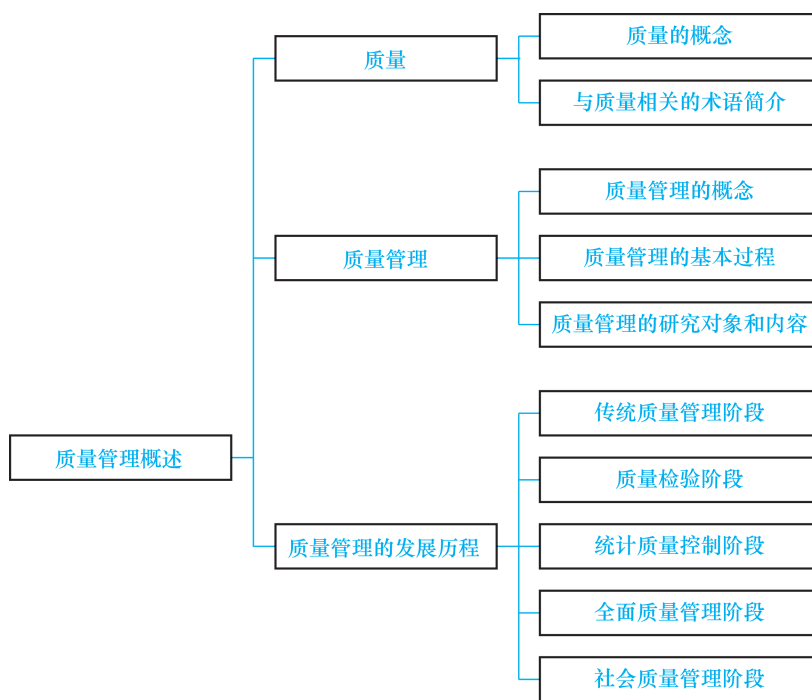 质量管理概述
质量
质量的概念
与质量相关的术语简介
质量管理
质量管理的概念
质量管理的基本过程
质量管理的研究对象和内容
质量管理的发展历程
传统质量管理阶段
质量检验阶段
统计质量控制阶段
全面质量管理阶段
社会质量管理阶段